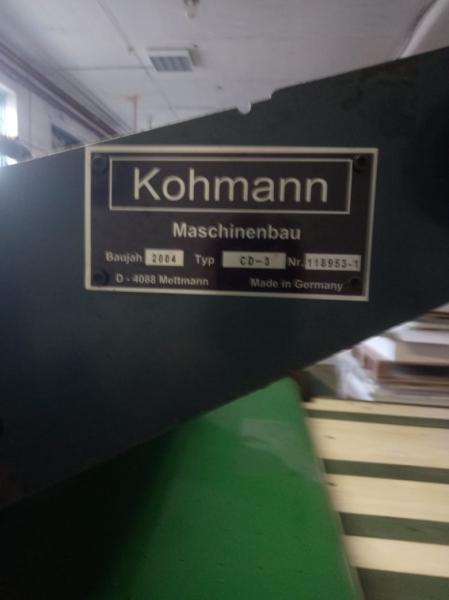 Kohmann
Maschinenbau
Baujah 2004 Typ CD-3 Nr. 118953-1
D - 4088 Mettmann Made in Germany